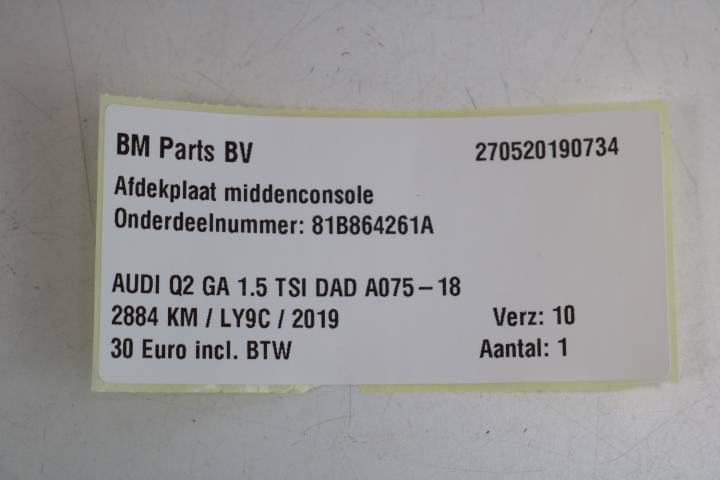 BM Parts BV 270520190734
Afdekplaat middenconsole
Onderdeelnummer: 81B864261A
AUDI Q2 GA 1.5 TSI DAD A075-18
2884 KM / LY9C / 2019 Verz: 10
30 Euro incl. BTW Aantal: 1